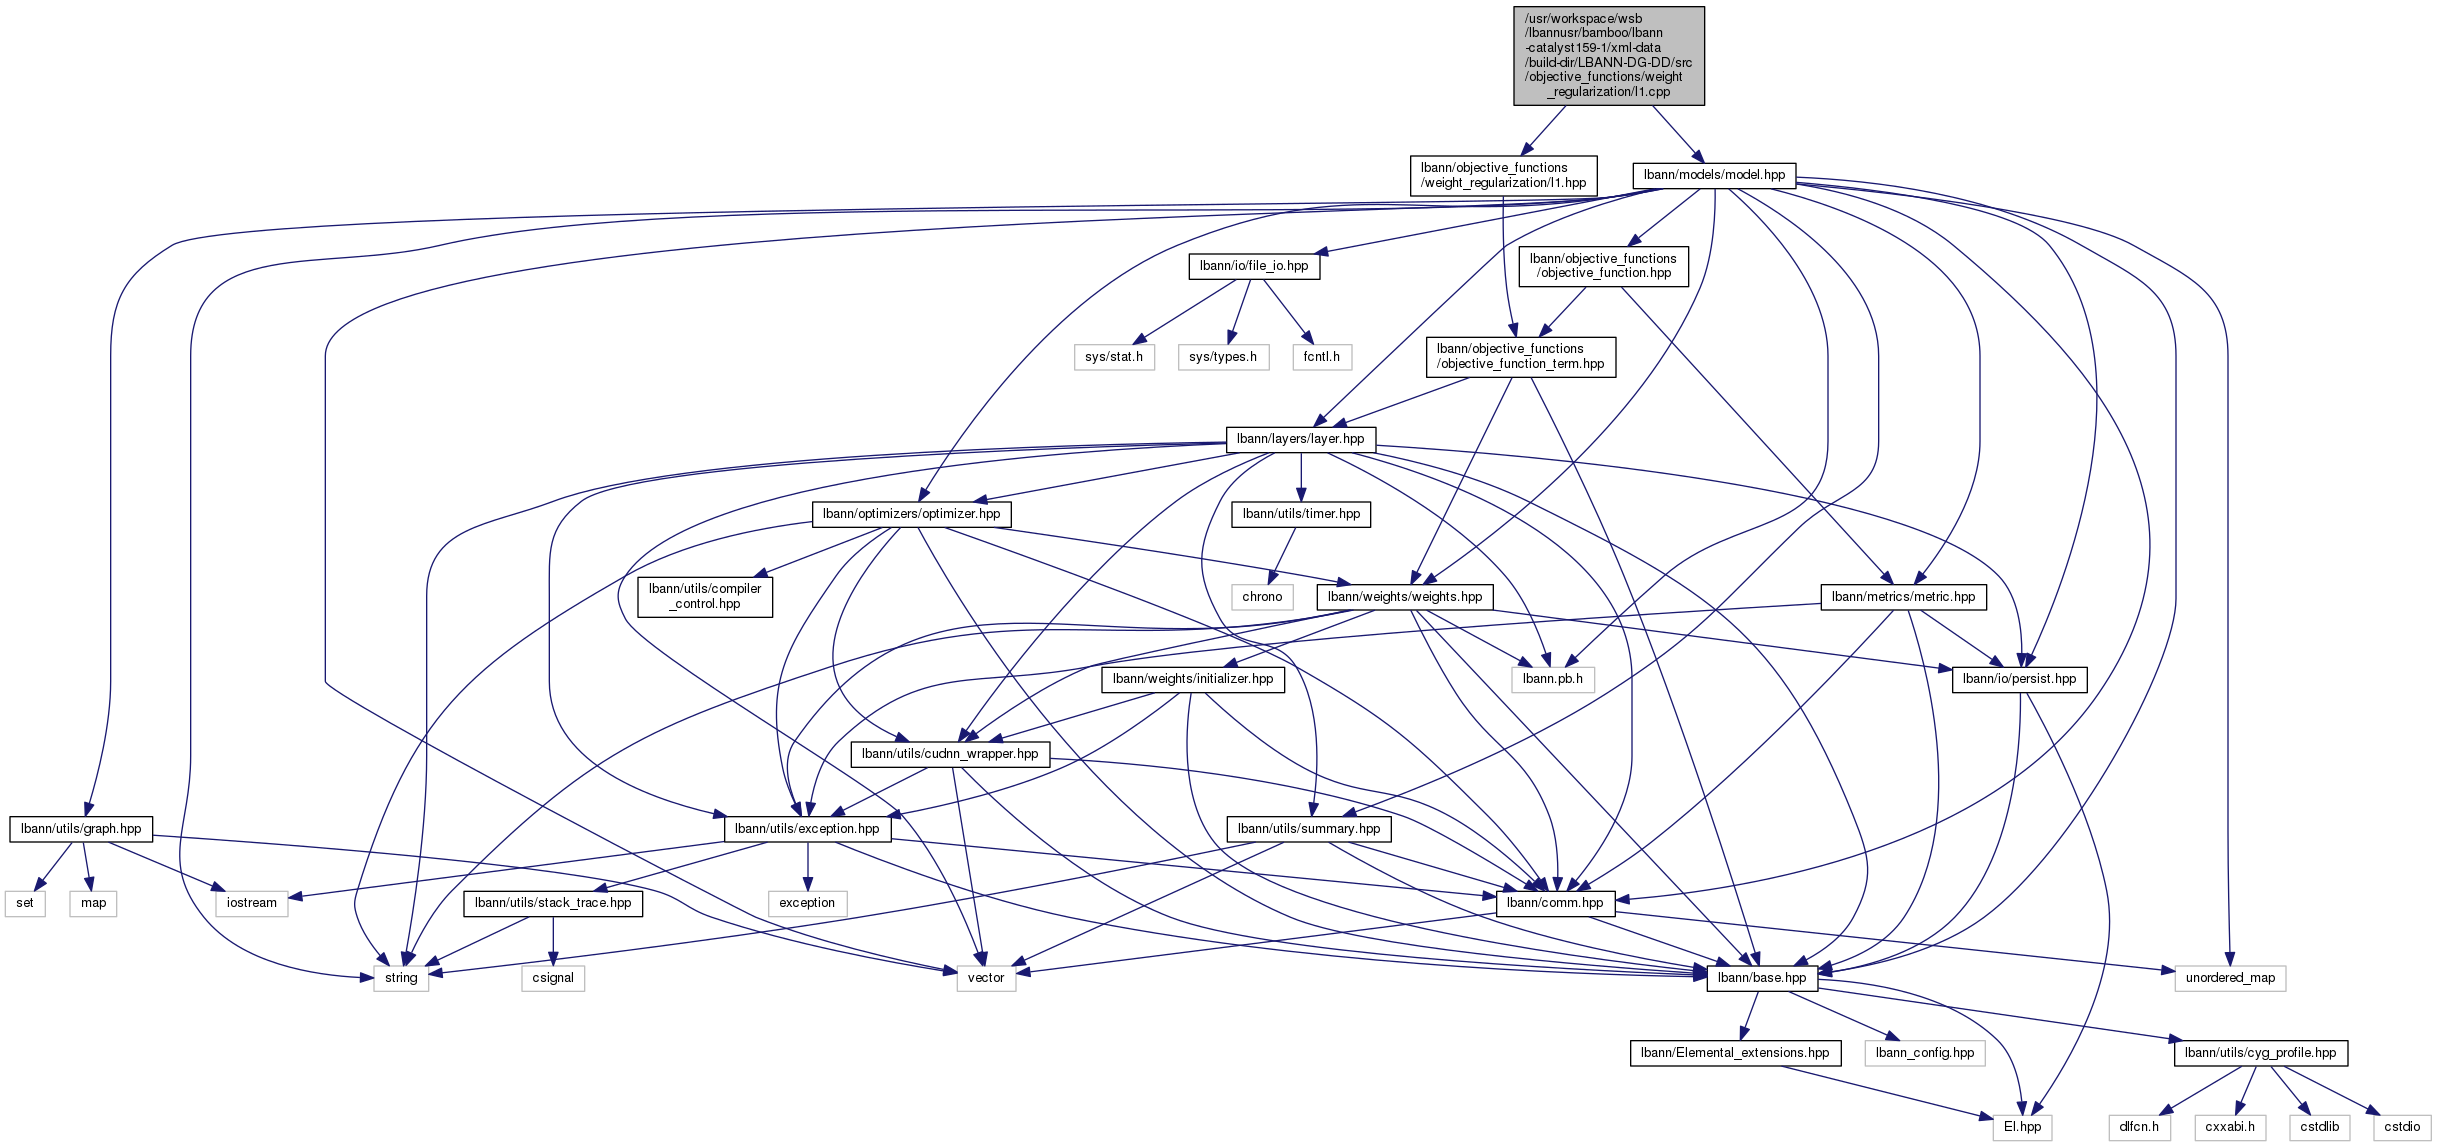 /usr/workspace/wsb
/lbannusr/bamboo/lbann
-catalyst159-1/xml-data
/build-dir/LBANN-DG-DD/src
/objective_functions/weight
_regularization/l1.cpp
lbann/objective_functions
/weight_regularization/l1.hpp
lbann/models/model.hpp
lbann/io/file_io.hpp
lbann/objective_functions
/objective_function.hpp
sys/stat.h
sys/types.h
fcntl.h
lbann/objective_functions
/objective_function_term.hpp
lbann/layers/layer.hpp
lbann/optimizers/optimizer.hpp
lbann/utils/timer.hpp
lbann/utils/compiler
_control.hpp
chrono
lbann/weights/weights.hpp
lbann/metrics/metric.hpp
lbann/weights/initializer.hpp
lbann.pb.h
lbann/io/persist.hpp
lbann/utils/cudnn_wrapper.hpp
lbann/utils/graph.hpp
lbann/utils/exception.hpp
lbann/utils/summary.hpp
set
map
iostream
lbann/utils/stack_trace.hpp
exception
lbann/comm.hpp
string
csignal
vector
lbann/base.hpp
unordered_map
lbann/Elemental_extensions.hpp
lbann_config.hpp
lbann/utils/cyg_profile.hpp
El.hpp
dlfcn.h
cxxabi.h
cstdlib
cstdio